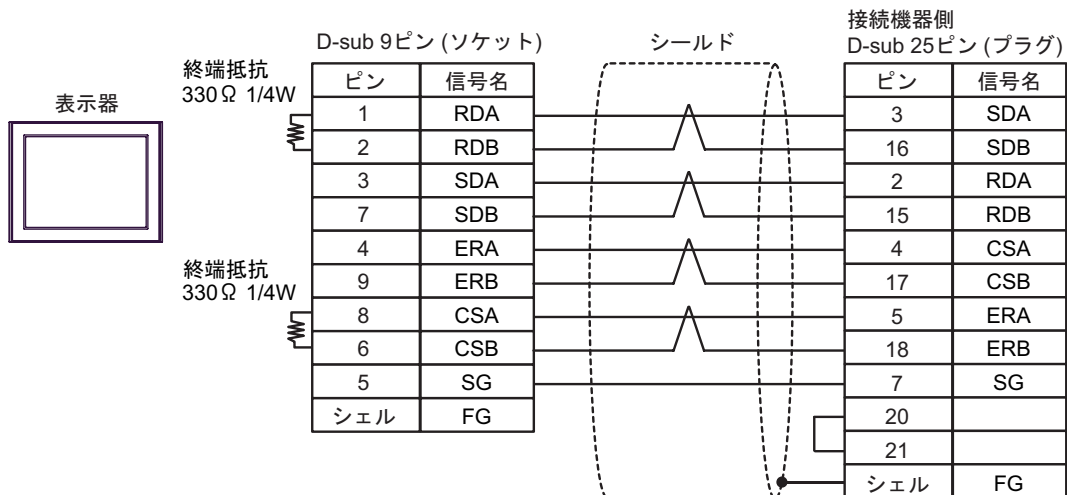 接続機器側
D-sub 9ピン (ソケット)
シールド
D-sub 25ピン (プラグ)
終端抵抗
330Ω 1/4W
表示器
ピン 信号名
1 RDA
2 RDB
3 SDA
7 SDB
4 ERA
終端抵抗
330Ω 1/4W
9 ERB
8 CSA
6 CSB
5 SG
シェル FG
ピン 信号名
3 SDA
16 SDB
2 RDA
15 RDB
4 CSA
17 CSB
5 ERA
18 ERB
7 SG
20
21
シェル FG